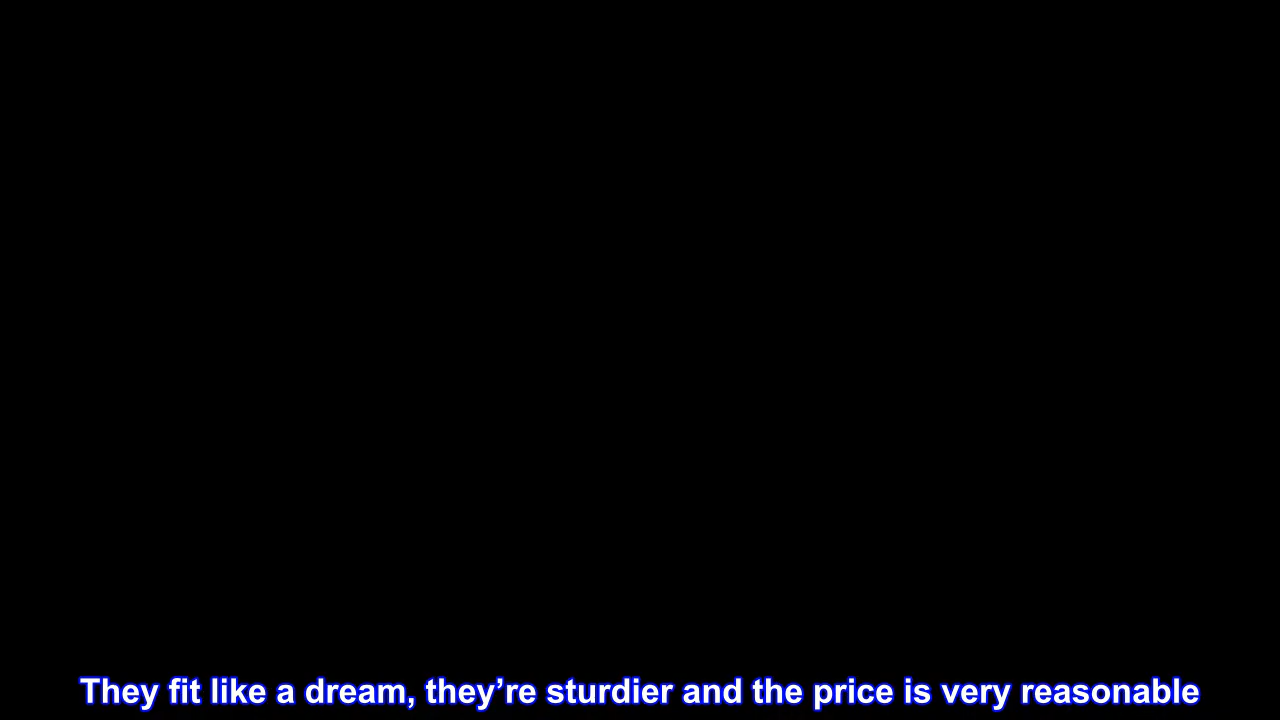 They fit like a dream, they’re sturdier and the price is very reasonable